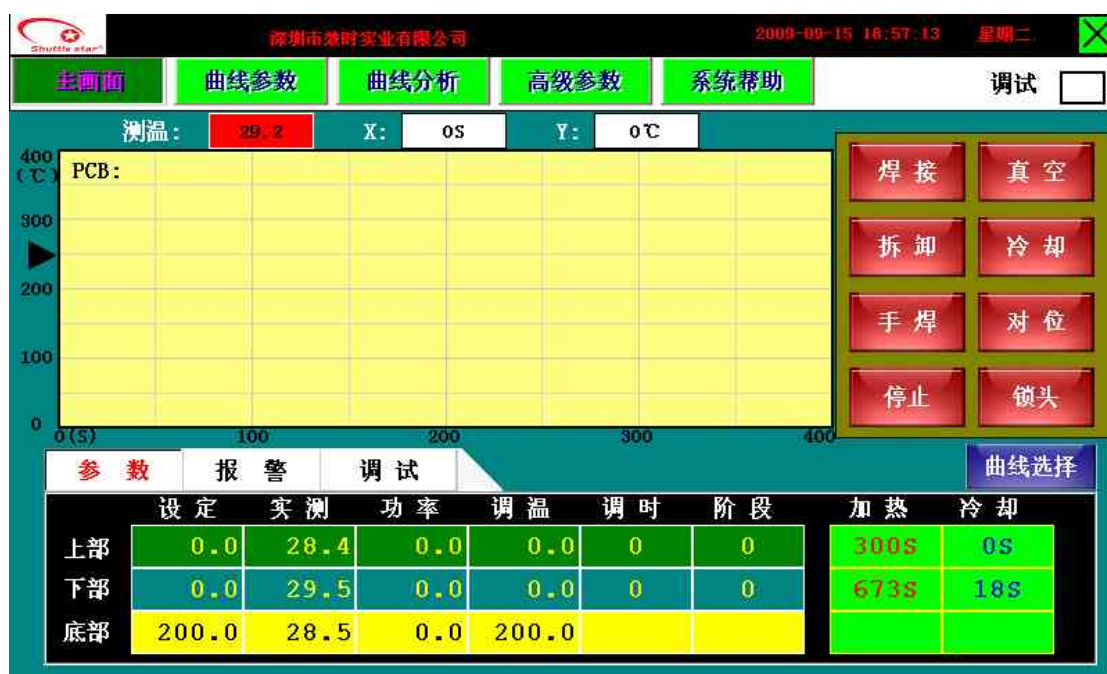 Shuttle star® 深圳市效时实业有限公司 2009-09-15 18:57:13 星期二.
主画面 曲线参数 曲线分析 高级参数 系统帮助 调试
测温: 29.2 X: 0S Y: 0℃
400
(℃) PCB:
焊接 真空
300
拆卸 冷却
200
手焊 对位
100
停止 锁头
0
0(S) 100 200 300 400
参数 报警 调试 曲线选择
设定 实测 功率 调温 调时 阶段 加热 冷却
上部 0.0 28.4 0.0 0.0 0 0 300S 0S
下部 0.0 29.5 0.0 0.0 0 0 673S 18S
底部 200.0 28.5 0.0 200.0